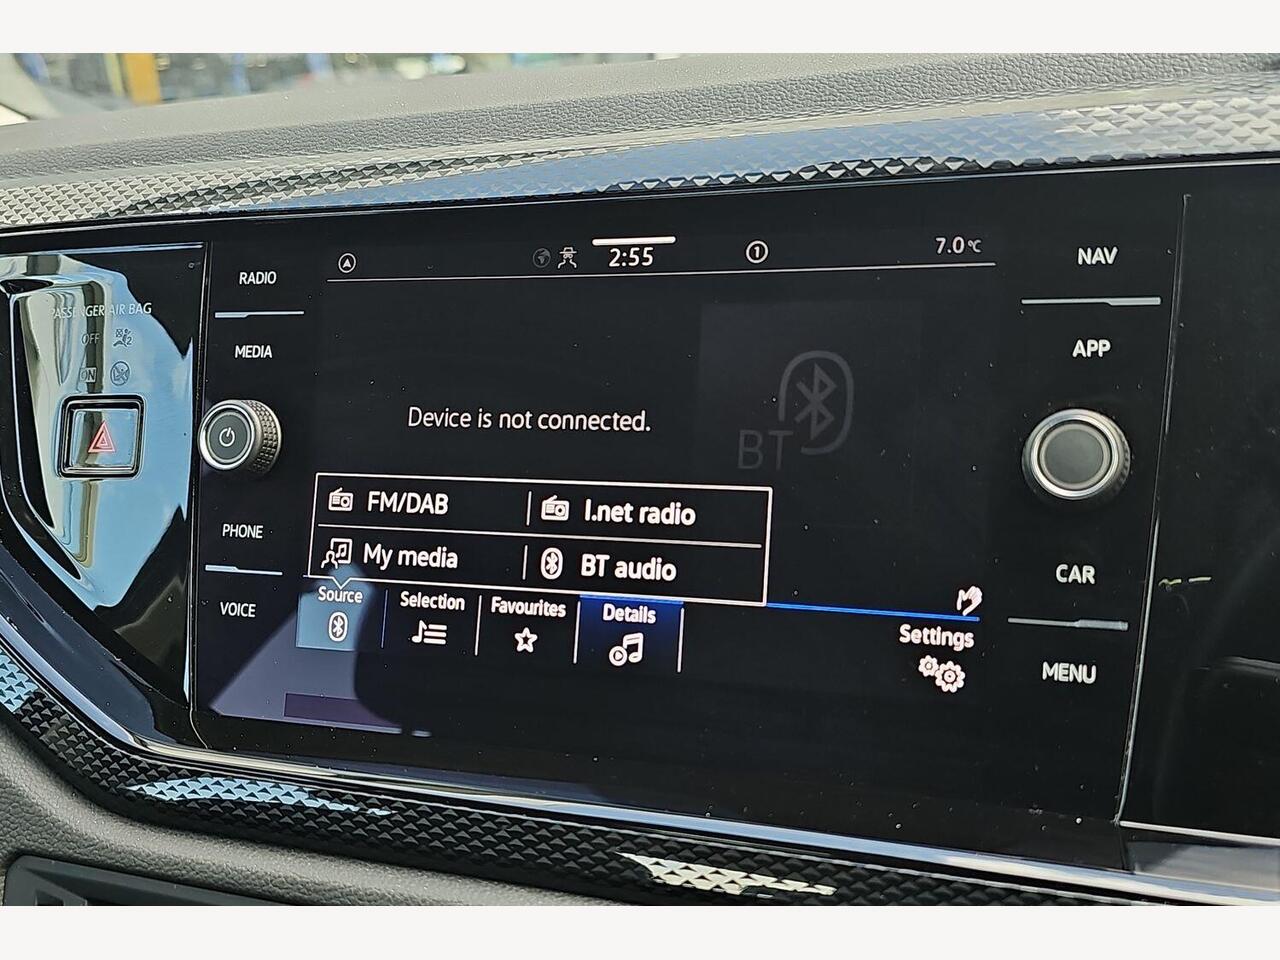 RADIO
MEDIA
PHONE
VOICE
PASSENGER AIR BAG
OFF
ON
2:55
1
7.0°C
Device is not connected.
BT
FM/DAB
I.net radio
My media
BT audio
Source
Selection
Favourites
Details
Settings
NAV
APP
CAR
MENU